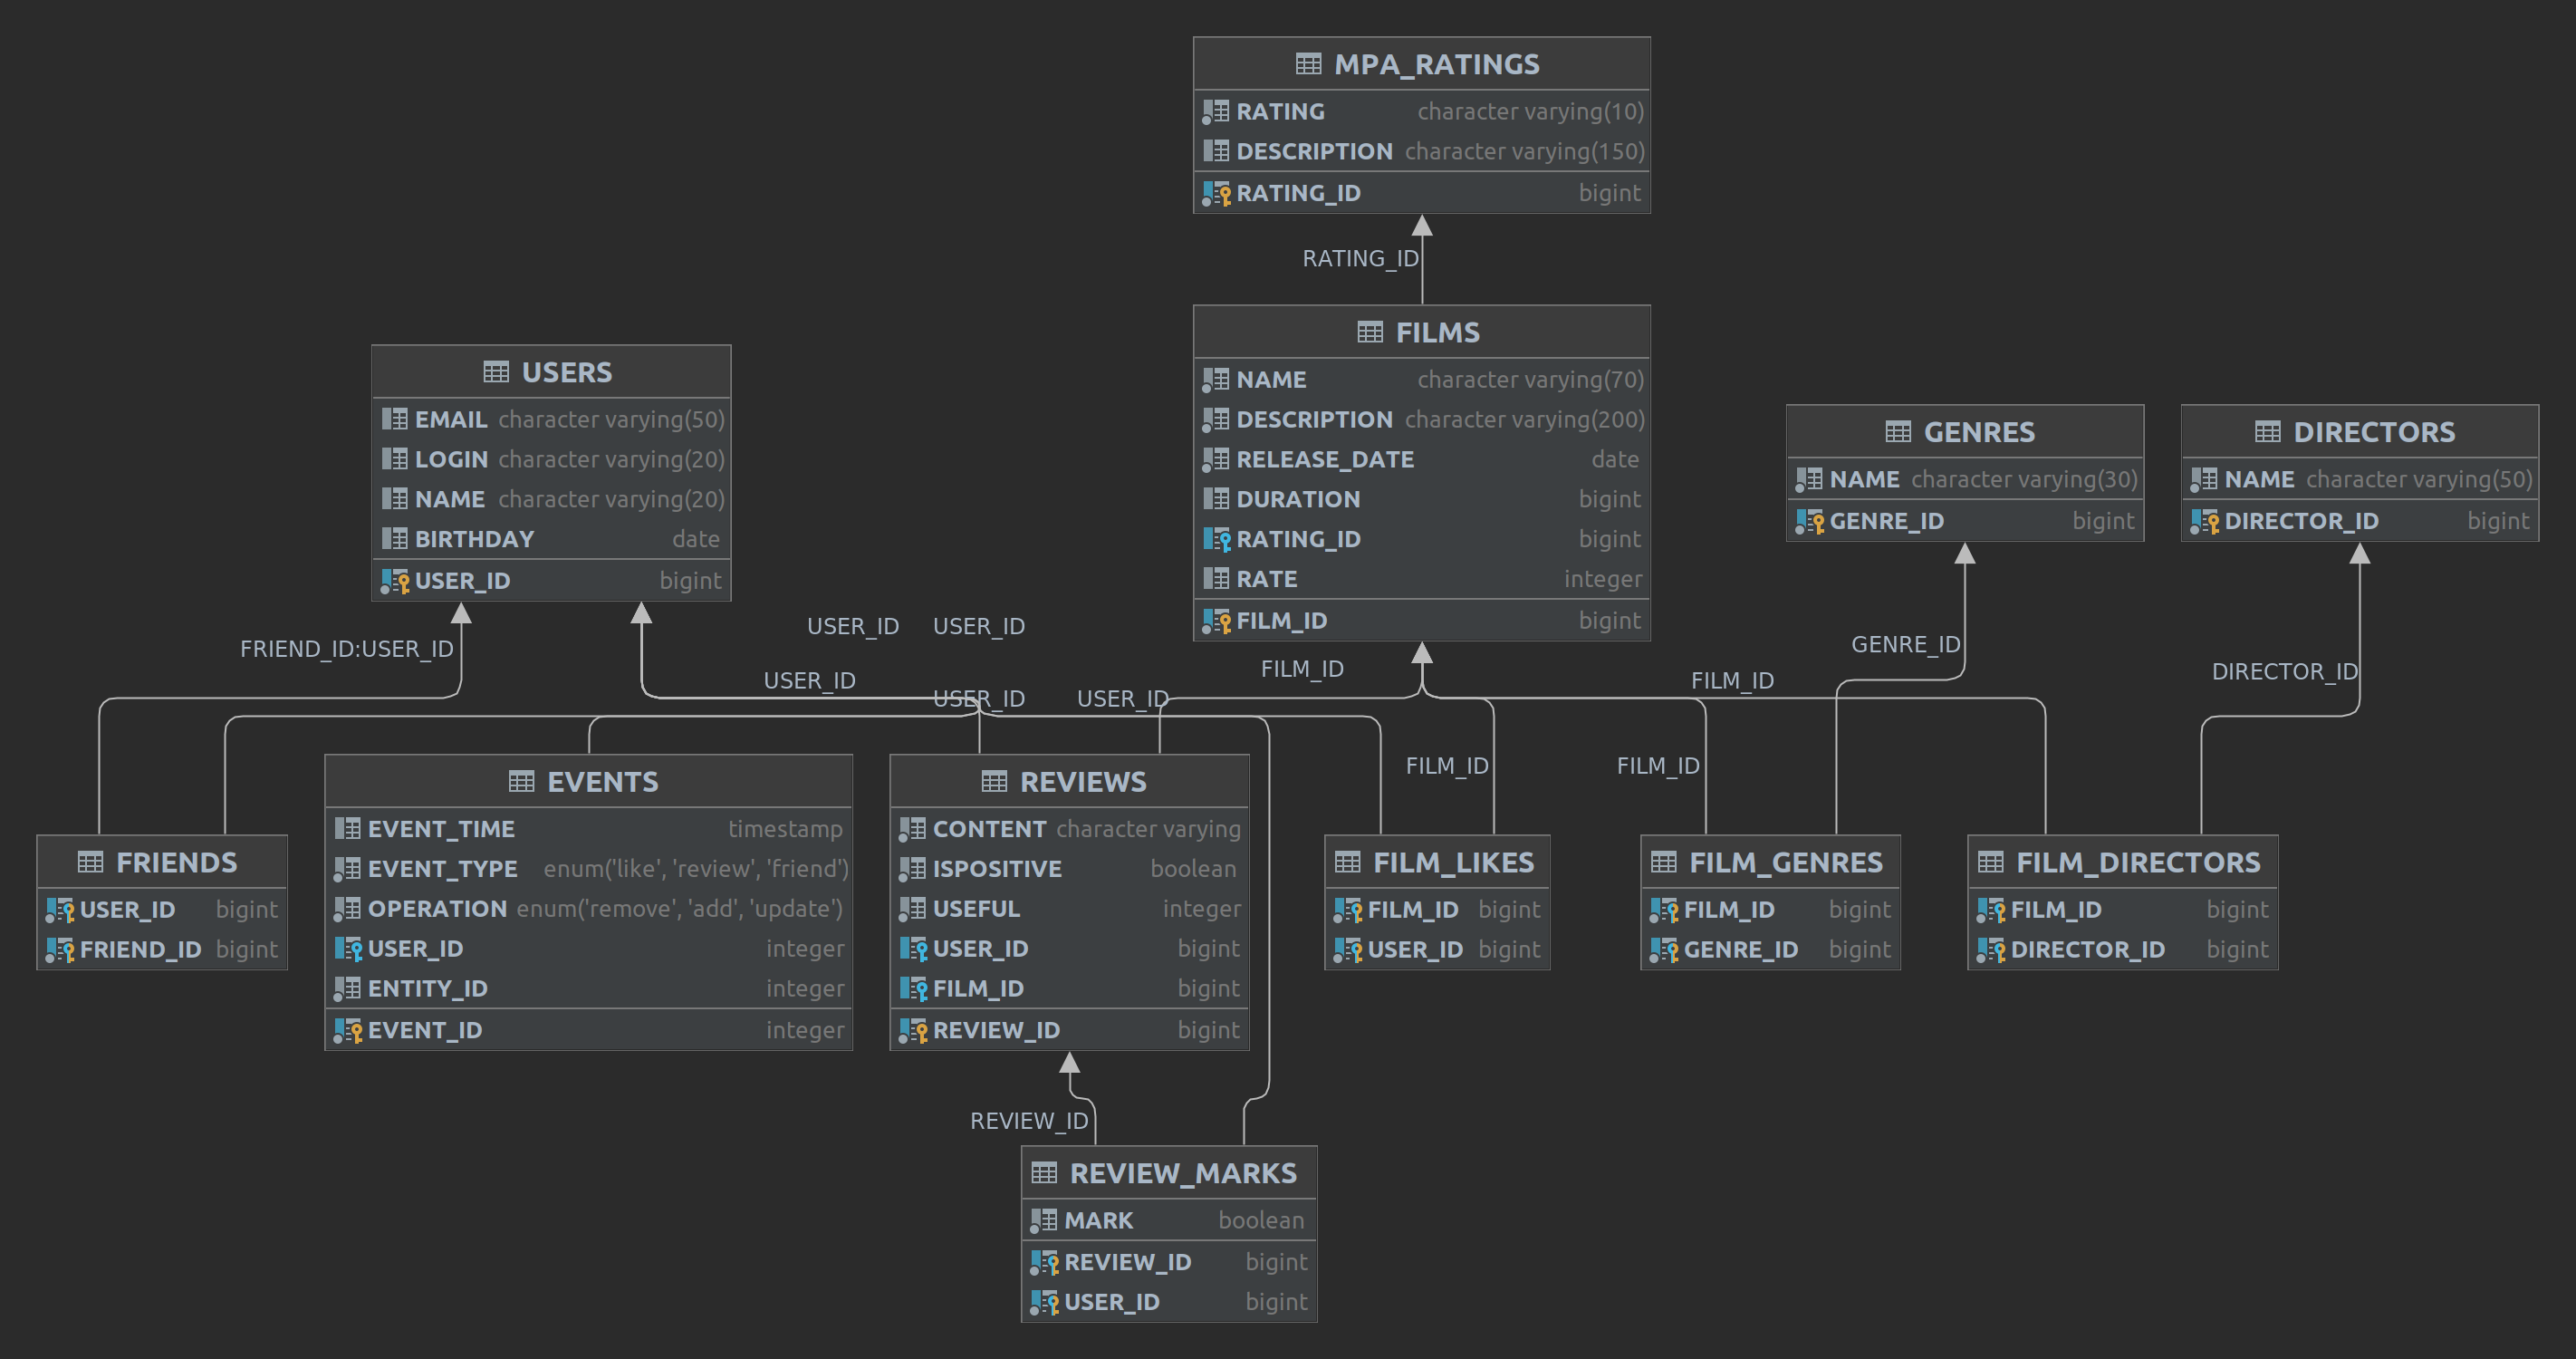 MPA_RATINGS
RATING character varying(10)
DESCRIPTION character varying(150)
RATING_ID bigint
RATING_ID
FILMS
NAME character varying(70)
DESCRIPTION character varying(200)
RELEASE_DATE date
DURATION bigint
RATING_ID bigint
RATE integer
FILM_ID bigint
USERS
EMAIL character varying(50)
LOGIN character varying(20)
NAME character varying(20)
BIRTHDAY date
USER_ID bigint
GENRES
NAME character varying(30)
GENRE_ID bigint
DIRECTORS
NAME character varying(50)
DIRECTOR_ID bigint
FRIEND_ID:USER_ID
USER_ID
USER_ID
USER_ID
USER_ID
USER_ID
FILM_ID
FILM_ID
GENRE_ID
DIRECTOR_ID
FILM_ID
FILM_ID
FRIENDS
USER_ID bigint
FRIEND_ID bigint
EVENTS
EVENT_TIME timestamp
EVENT_TYPE enum('like', 'review', 'friend')
OPERATION enum('remove', 'add', 'update')
USER_ID integer
ENTITY_ID integer
EVENT_ID integer
REVIEWS
CONTENT character varying
ISPOSITIVE boolean
USEFUL integer
USER_ID bigint
FILM_ID bigint
REVIEW_ID bigint
FILM_LIKES
FILM_ID bigint
USER_ID bigint
FILM_GENRES
FILM_ID bigint
GENRE_ID bigint
FILM_DIRECTORS
FILM_ID bigint
DIRECTOR_ID bigint
REVIEW_ID
REVIEW_MARKS
MARK boolean
REVIEW_ID bigint
USER_ID bigint